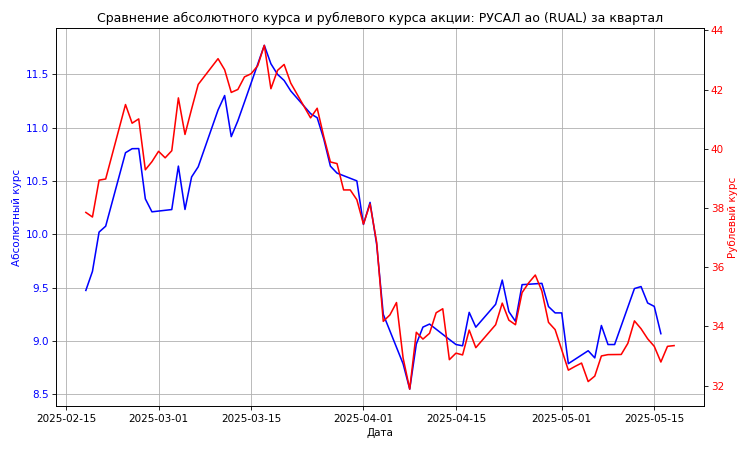 Сравнение абсолютного курса и рублевого курса акции: РУСАЛ ао (RUAL) за квартал
Абсолютный курс
11.5
11.0
10.5
10.0
9.5
9.0
8.5
44
42
40
38
36
34
32
Рублевый курс
2025-02-15 2025-03-01 2025-03-15 2025-04-01 2025-04-15 2025-05-01 2025-05-15
Дата